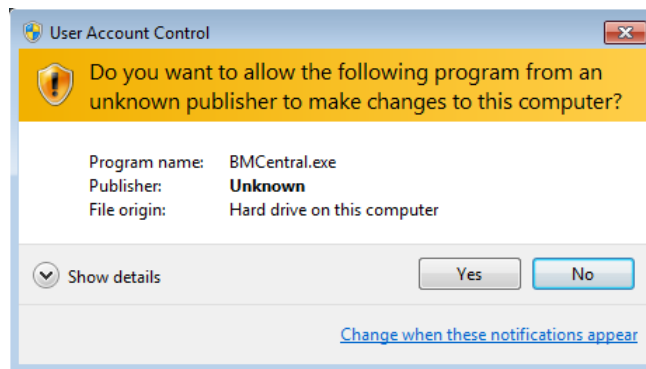 User Account Control
Do you want to allow the following program from an
unknown publisher to make changes to this computer?
Program name: BMCentral.exe
Publisher: Unknown
File origin: Hard drive on this computer
Show details
Yes
No
Change when these notifications appear